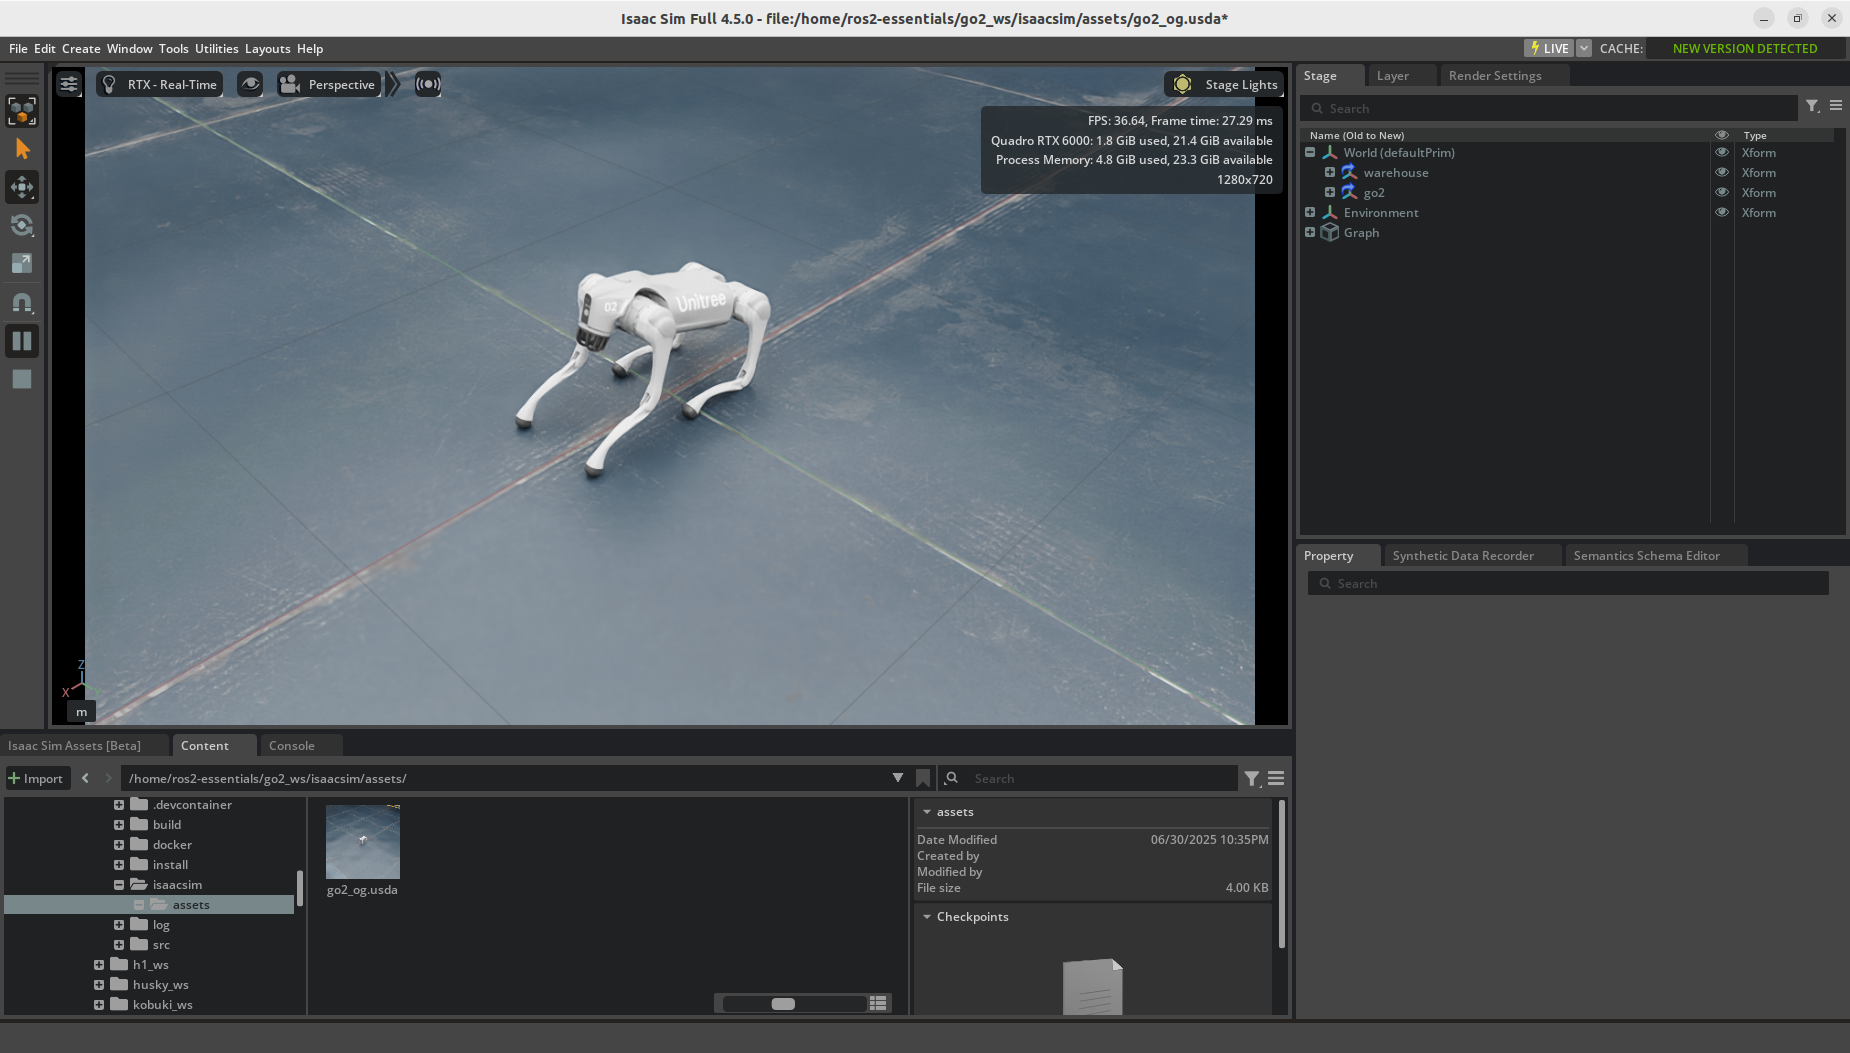 Isaac Sim Full 4.5.0 - file:/home/ros2-essentials/go2_ws/isaacsim/assets/go2_og.usda*
File Edit Create Window Tools Utilities Layouts Help
LIVE CACHE: NEW VERSION DETECTED
RTX - Real-Time Perspective Stage Lights
FPS: 36.64, Frame time: 27.29 ms
Quadro RTX 6000: 1.8 GiB used, 21.4 GiB available
Process Memory: 4.8 GiB used, 23.3 GiB available
1280x720
02 Unitree
Z
X
m
Stage Layer Render Settings
Search
Name (Old to New) Type
World (defaultPrim) Xform
warehouse Xform
go2 Xform
Environment Xform
Graph
Property Synthetic Data Recorder Semantics Schema Editor
Search
Isaac Sim Assets [Beta] Content Console
Import /home/ros2-essentials/go2_ws/isaacsim/assets/ Search
.devcontainer
build
docker
install
isaacsim
assets
log
src
h1_ws
husky_ws
kobuki_ws
go2_og.usda
assets
Date Modified 06/30/2025 10:35PM
Created by
Modified by
File size 4.00 KB
Checkpoints